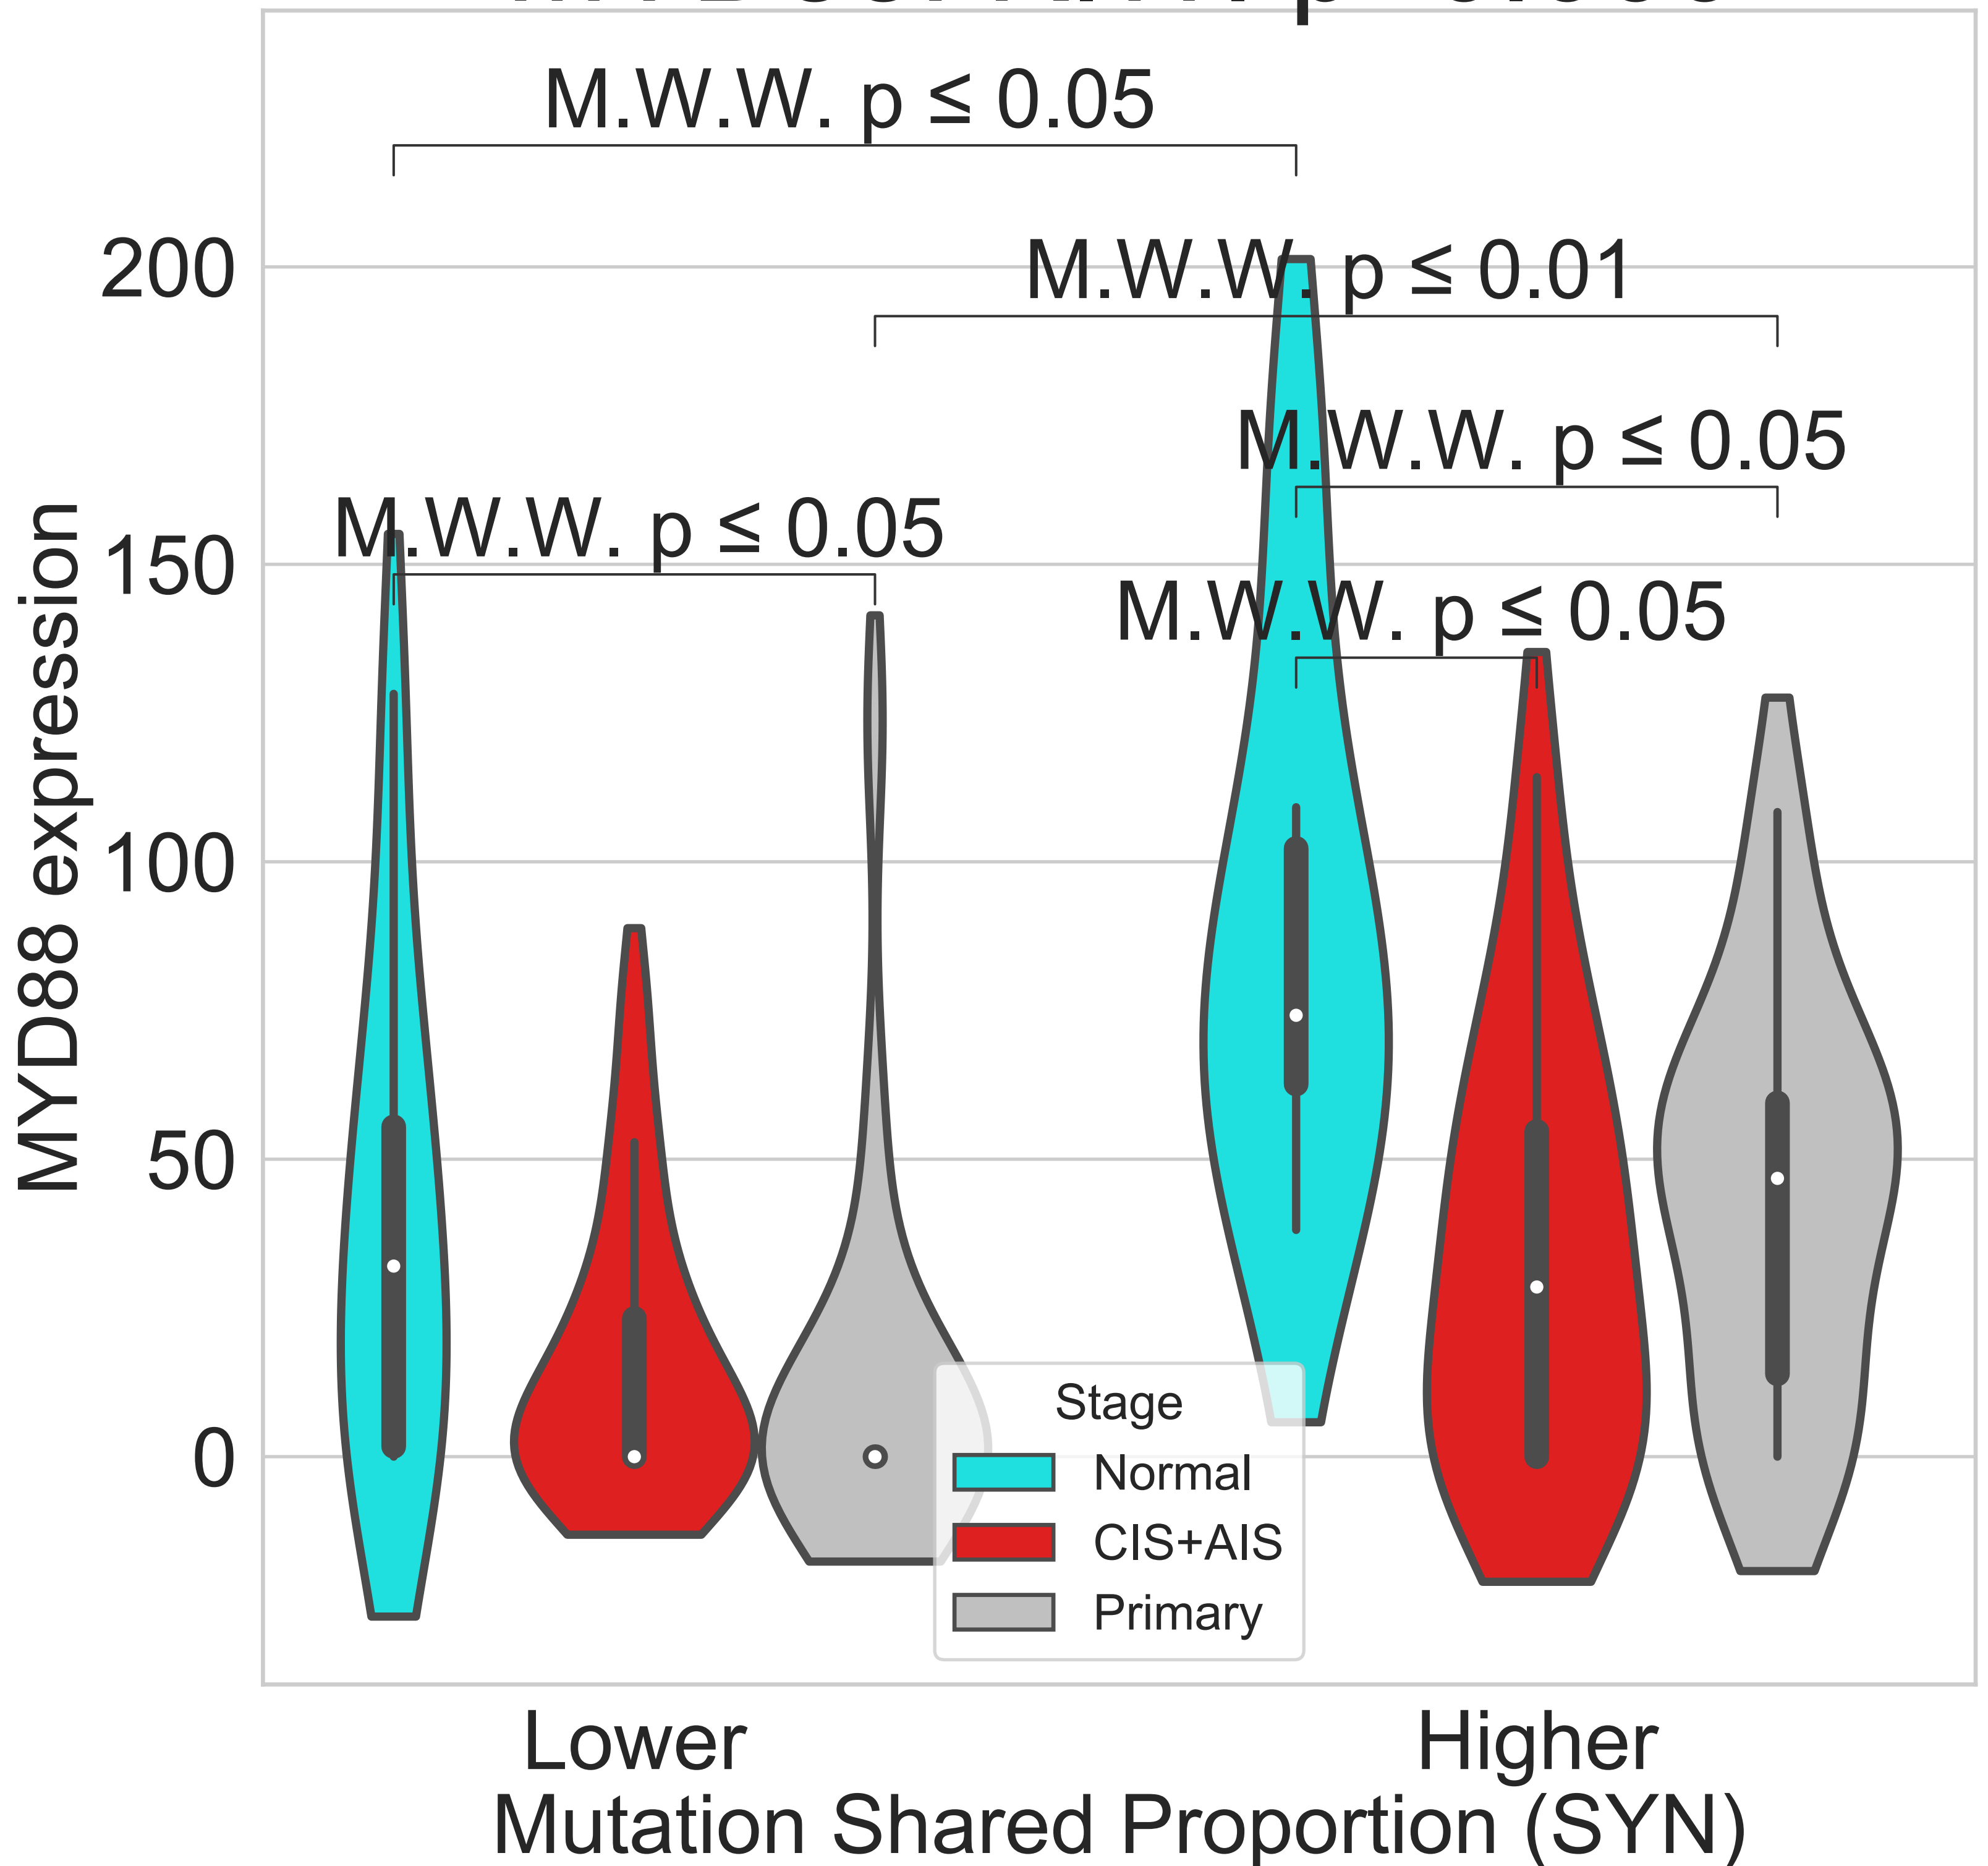 M.W.W. p ≤ 0.05
200
M.W.W. p ≤ 0.01
M.W.W. p ≤ 0.05
M.W.W. p ≤ 0.05
150
M.W.W. p ≤ 0.05
100
50
0
MYD88 expression
Stage
Normal
CIS+AIS
Primary
Lower
Higher
Mutation Shared Proportion (SYN)